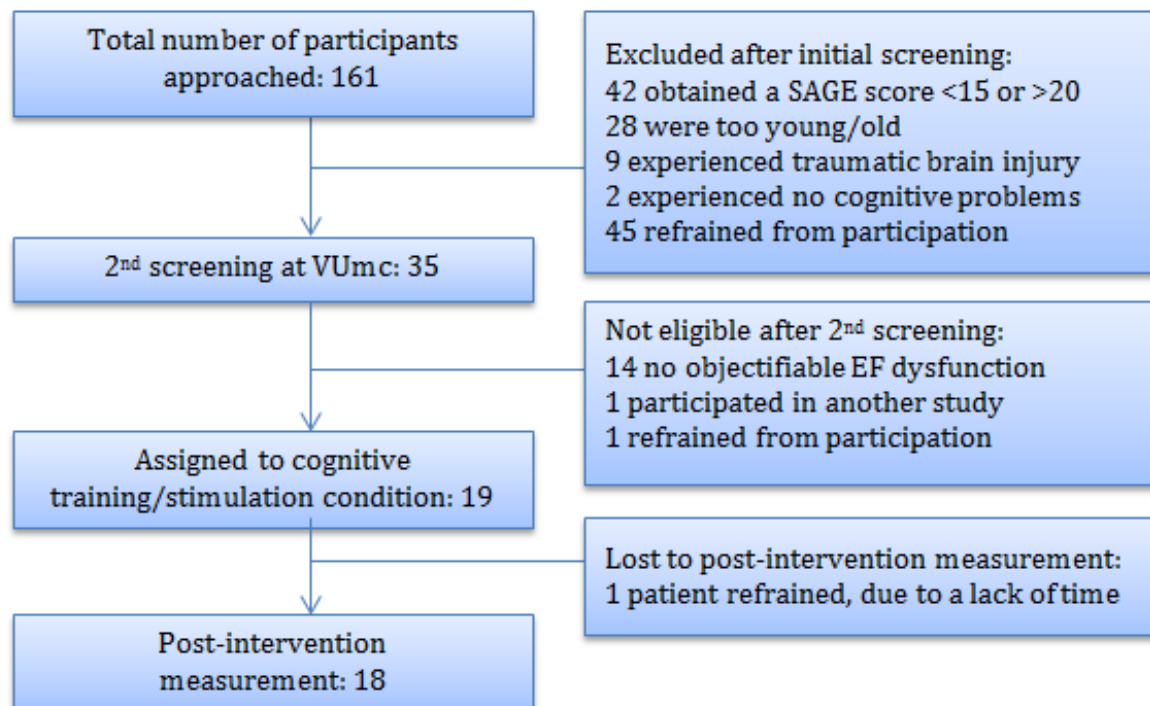 Total number of participants
approached: 161
Excluded after initial screening:
42 obtained a SAGE score <15 or >20
28 were too young/old
9 experienced traumatic brain injury
2 experienced no cognitive problems
45 refrained from participation
2nd screening at VUmc: 35
Not eligible after 2nd screening:
14 no objectifiable EF dysfunction
1 participated in another study
1 refrained from participation
Assigned to cognitive
training/stimulation condition: 19
Lost to post-intervention measurement:
1 patient refrained, due to a lack of time
Post-intervention
measurement: 18